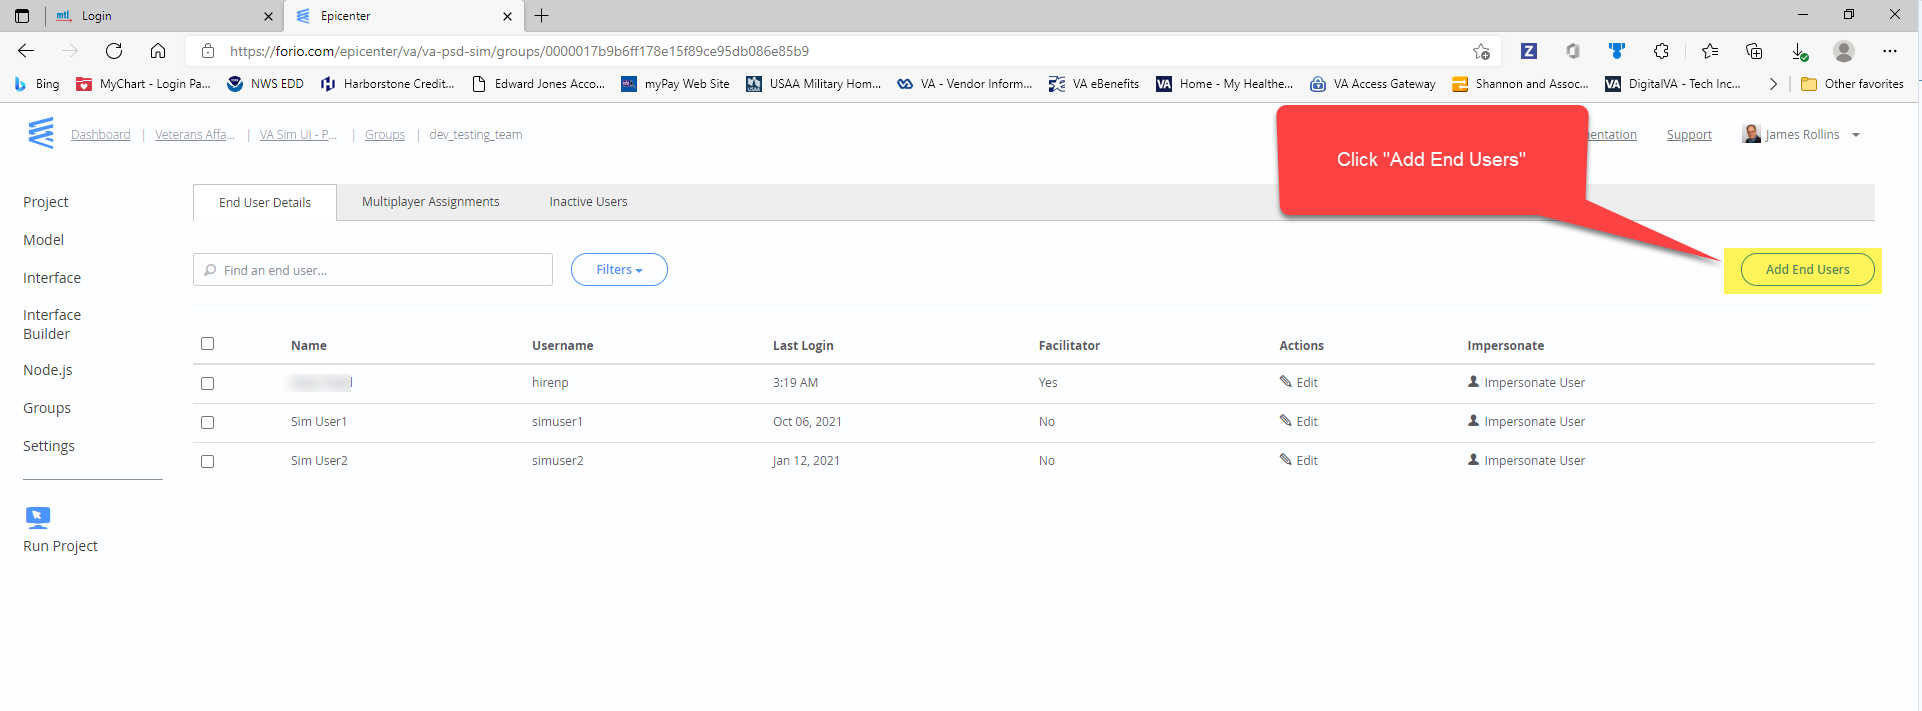 mtl Login
Epicenter
https://forio.com/epicenter/va/va-psd-sim/groups/0000017b9b6ff178e15f89ce95db086e85b9
Bing
MyChart - Login Pa...
NWS EDD
Harborstone Credit...
Edward Jones Acco...
myPay Web Site
USAA Military Hom...
VA - Vendor Inform...
VA eBenefits
Home - My Healthe...
VA Access Gateway
Shannon and Assoc...
DigitalVA - Tech Inc...
Other favorites
Dashboard | Veterans Affa... | VA Sim UI - P... | Groups | dev_testing_team
Click "Add End Users"
mentation
Support
James Rollins
Project
Model
Interface
Interface
Builder
Node.js
Groups
Settings
Run Project
End User Details
Multiplayer Assignments
Inactive Users
Find an end user...
Filters
Add End Users
Name Username Last Login Facilitator Actions Impersonate
hirenp 3:19 AM Yes Edit Impersonate User
Sim User1 simuser1 Oct 06, 2021 No Edit Impersonate User
Sim User2 simuser2 Jan 12, 2021 No Edit Impersonate User